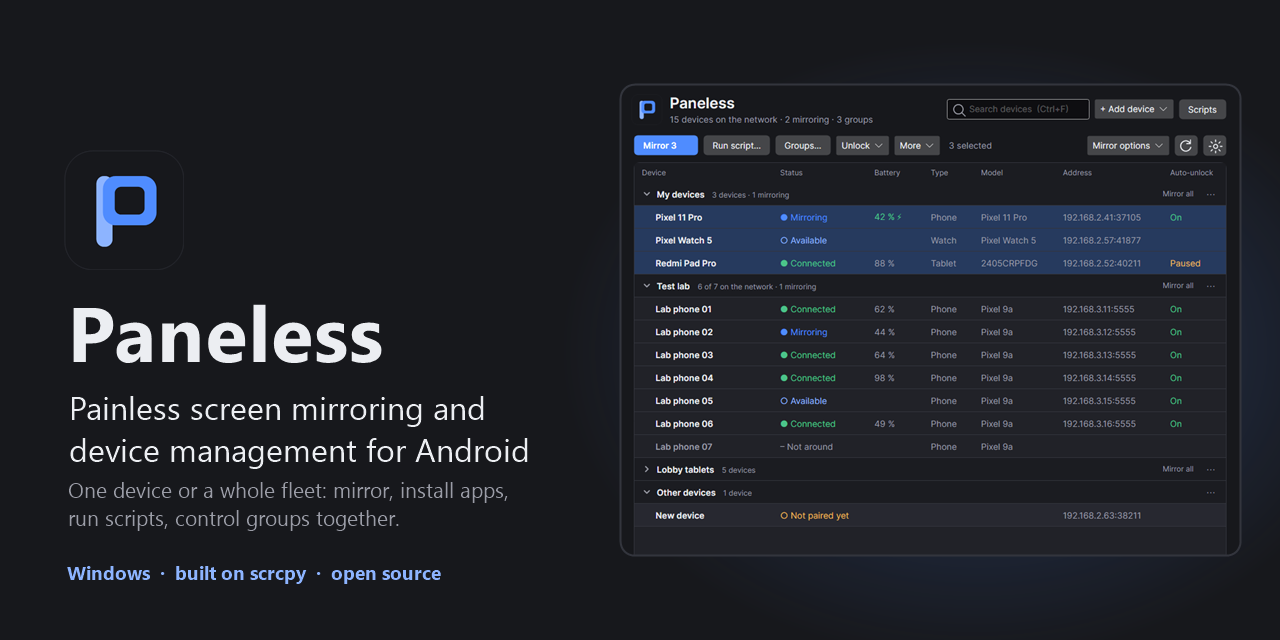 Paneless
Painless screen mirroring and
device management for Android
One device or a whole fleet: mirror, install apps,
run scripts, control groups together.
Windows · built on scrcpy · open source
Paneless
15 devices on the network · 2 mirroring · 3 groups
Search devices (Ctrl+F)
+ Add device
Scripts
Mirror 3
Run script...
Groups...
Unlock
More
3 selected
Mirror options
Device Status Battery Type Model Address Auto-unlock
My devices 3 devices · 1 mirroring Mirror all ···
Pixel 11 Pro Mirroring 42 % ⚡ Phone Pixel 11 Pro 192.168.2.41:37105 On
Pixel Watch 5 Available Watch Pixel Watch 5 192.168.2.57:41877
Redmi Pad Pro Connected 88 % Tablet 2405CRPFDG 192.168.2.52:40211 Paused
Test lab 6 of 7 on the network · 1 mirroring Mirror all ···
Lab phone 01 Connected 62 % Phone Pixel 9a 192.168.3.11:5555 On
Lab phone 02 Mirroring 44 % Phone Pixel 9a 192.168.3.12:5555 On
Lab phone 03 Connected 64 % Phone Pixel 9a 192.168.3.13:5555 On
Lab phone 04 Connected 98 % Phone Pixel 9a 192.168.3.14:5555 On
Lab phone 05 Available Phone Pixel 9a 192.168.3.15:5555 On
Lab phone 06 Connected 49 % Phone Pixel 9a 192.168.3.16:5555 On
Lab phone 07 – Not around Phone Pixel 9a
Lobby tablets 5 devices Mirror all ···
Other devices 1 device ···
New device Not paired yet 192.168.2.63:38211